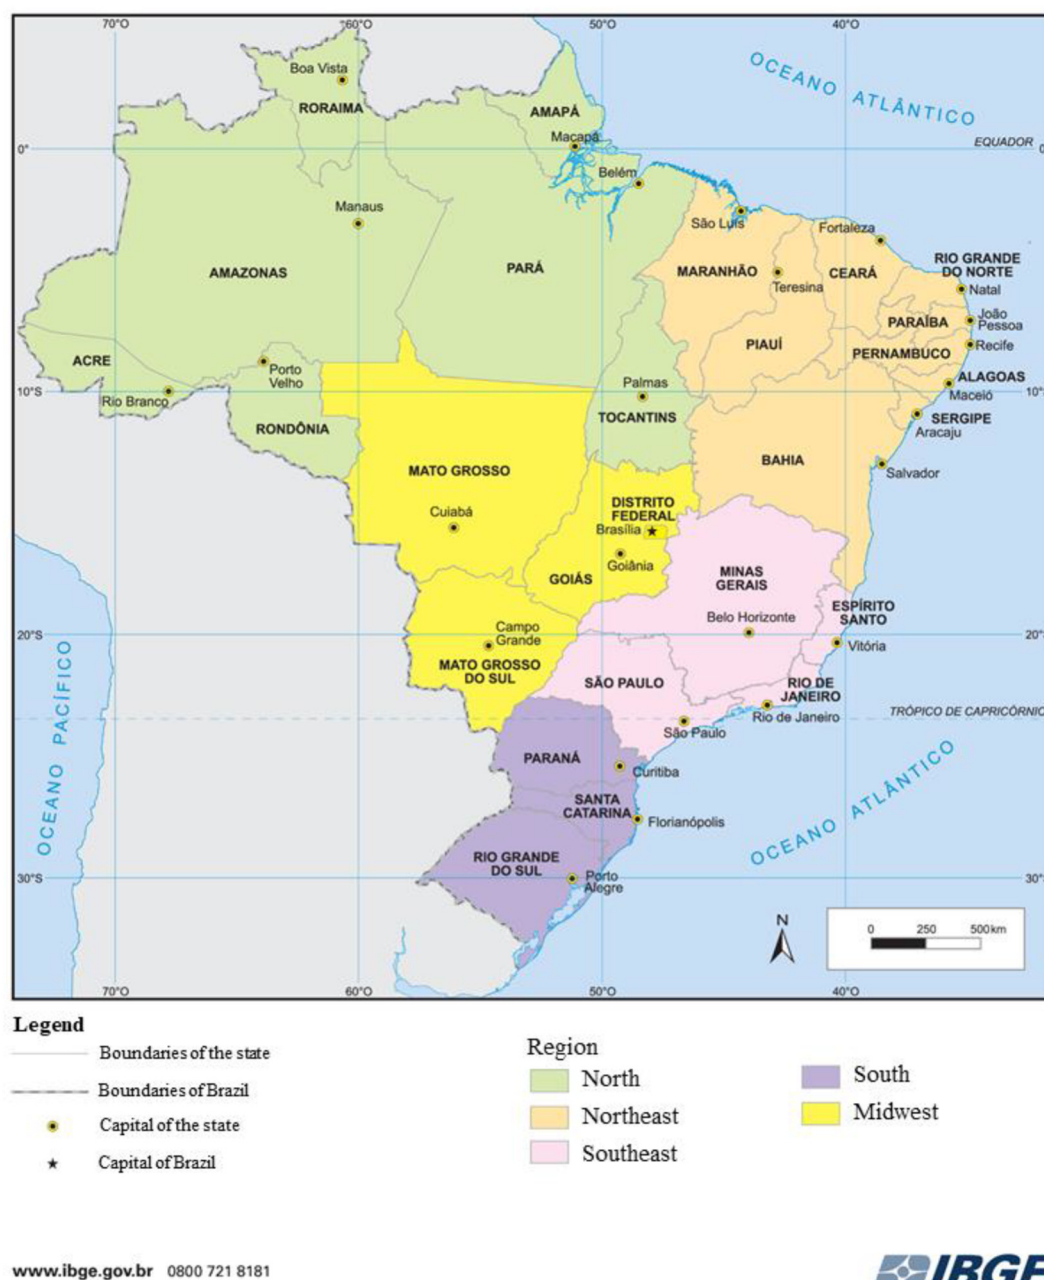 70°O
60°O
50°O
40°O
OCEANO ATLÂNTICO
Boa Vista
RORAIMA
AMAPÁ
Macapá
EQUADOR
0°
Belém
Manaus
São Luís
Fortaleza
AMAZONAS
PARÁ
MARANHÃO
Teresina
CEARÁ
RIO GRANDE
DO NORTE
Natal
João
Pessoa
PARAÍBA
PIAUÍ
PERNAMBUCO
Recife
ACRE
Porto
Velho
Rio Branco
Palmas
ALAGOAS
Maceió
10°S
10°S
TOCANTINS
SERGIPE
Aracaju
RONDÔNIA
MATO GROSSO
BAHIA
Salvador
Cuiabá
DISTRITO
FEDERAL
Brasília
Goiânia
GOIÁS
MINAS
GERAIS
Belo Horizonte
ESPÍRITO
SANTO
Vitória
20°S
20°S
Campo
Grande
MATO GROSSO
DO SUL
SÃO PAULO
RIO DE
JANEIRO
Rio de Janeiro
São Paulo
TRÓPICO DE CAPRICÓRNIO
OCEANO PACÍFICO
PARANÁ
Curitiba
SANTA
CATARINA
Florianópolis
OCEANO ATLÂNTICO
RIO GRANDE
DO SUL
Porto
Alegre
30°S
30°S
N
0 250 500km
70°O
60°O
50°O
40°O
Legend
Boundaries of the state
Boundaries of Brazil
Capital of the state
Capital of Brazil
Region
North
Northeast
Southeast
South
Midwest
www.ibge.gov.br 0800 721 8181
IBGE